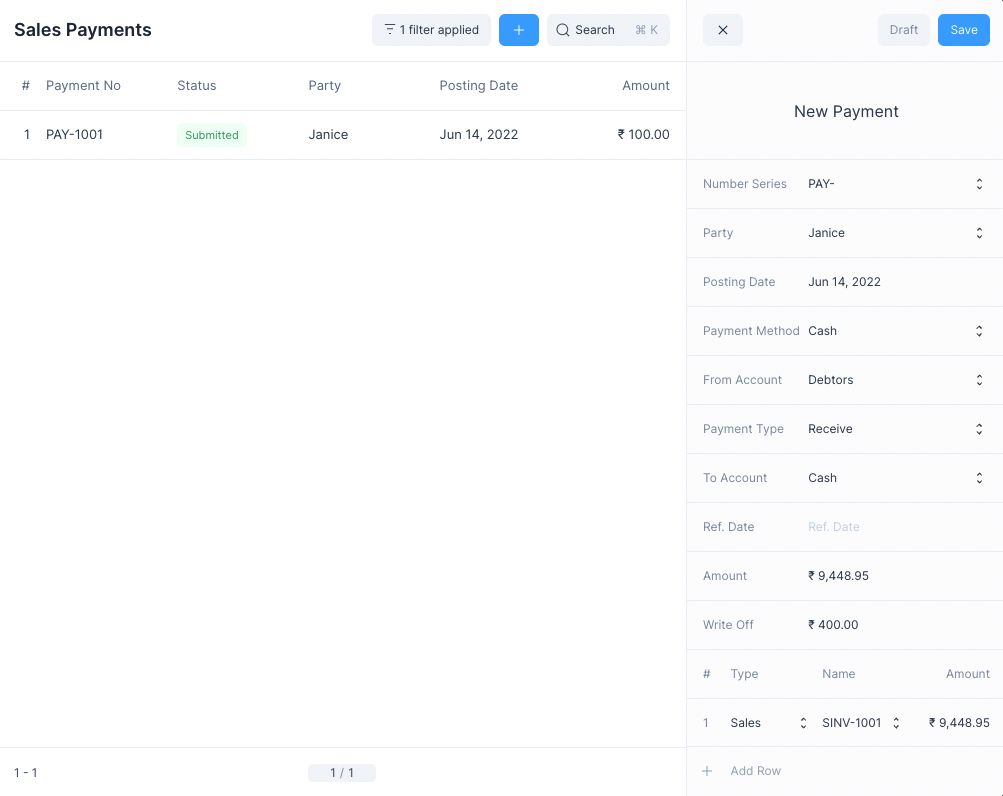 Sales Payments
1 filter applied
+
Search ⌘ K
# Payment No Status Party Posting Date Amount
1 PAY-1001 Submitted Janice Jun 14, 2022 ₹ 100.00
1 - 1
1 / 1
Draft
Save
New Payment
Number Series PAY-
Party Janice
Posting Date Jun 14, 2022
Payment Method Cash
From Account Debtors
Payment Type Receive
To Account Cash
Ref. Date Ref. Date
Amount ₹ 9,448.95
Write Off ₹ 400.00
# Type Name Amount
1 Sales SINV-1001 ₹ 9,448.95
+ Add Row